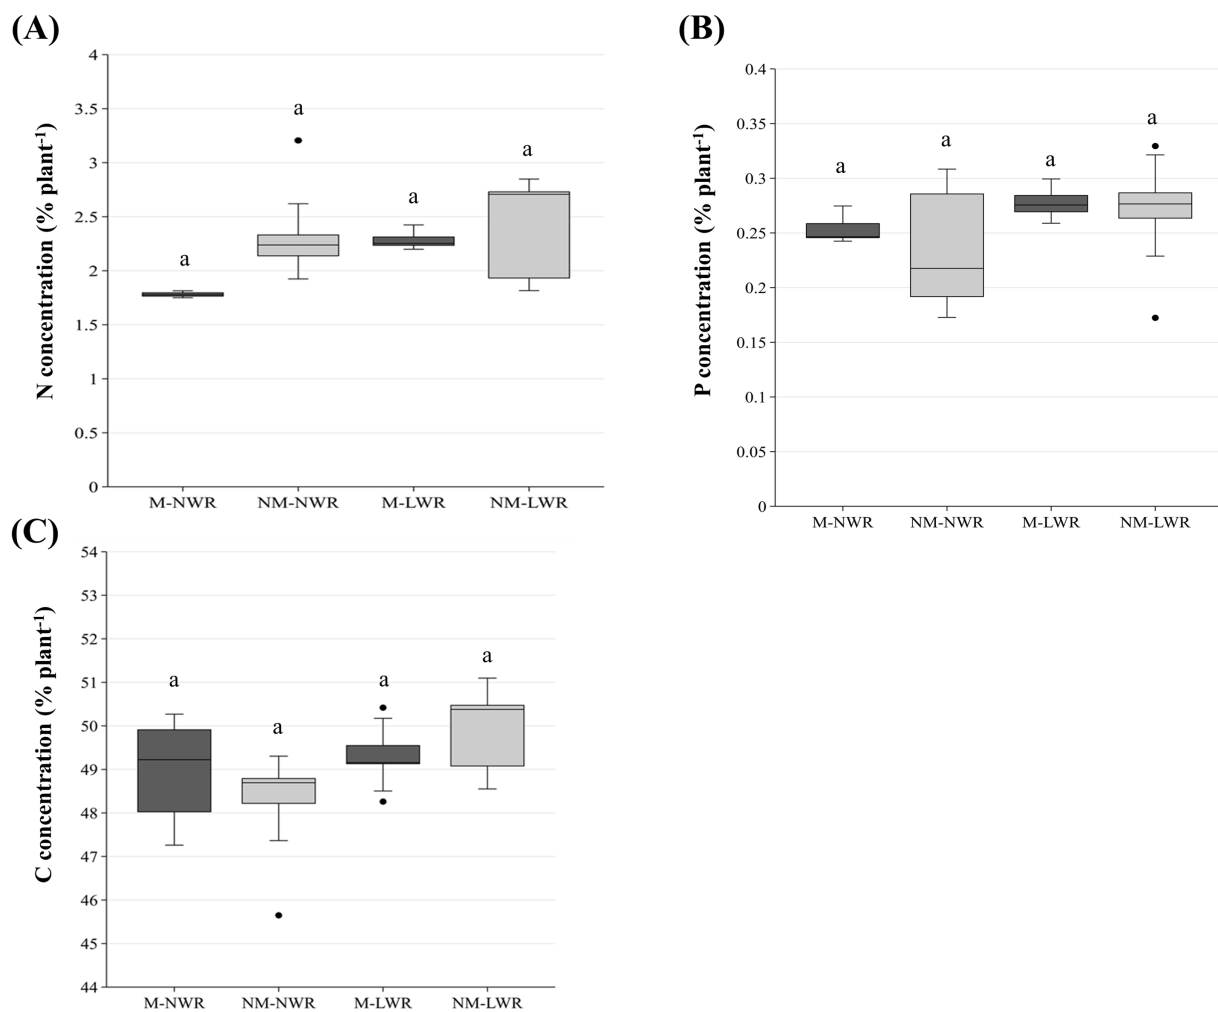 (A)
N concentration (% plant-1)
4
3.5
3
2.5
2
1.5
1
0.5
0
a
a
a
a
M-NWR NM-NWR M-LWR NM-LWR
(B)
P concentration (% plant-1)
0.4
0.35
0.3
0.25
0.2
0.15
0.1
0.05
0
a
a
a
a
M-NWR NM-NWR M-LWR NM-LWR
(C)
C concentration (% plant-1)
54
53
52
51
50
49
48
47
46
45
44
a
a
a
a
M-NWR NM-NWR M-LWR NM-LWR